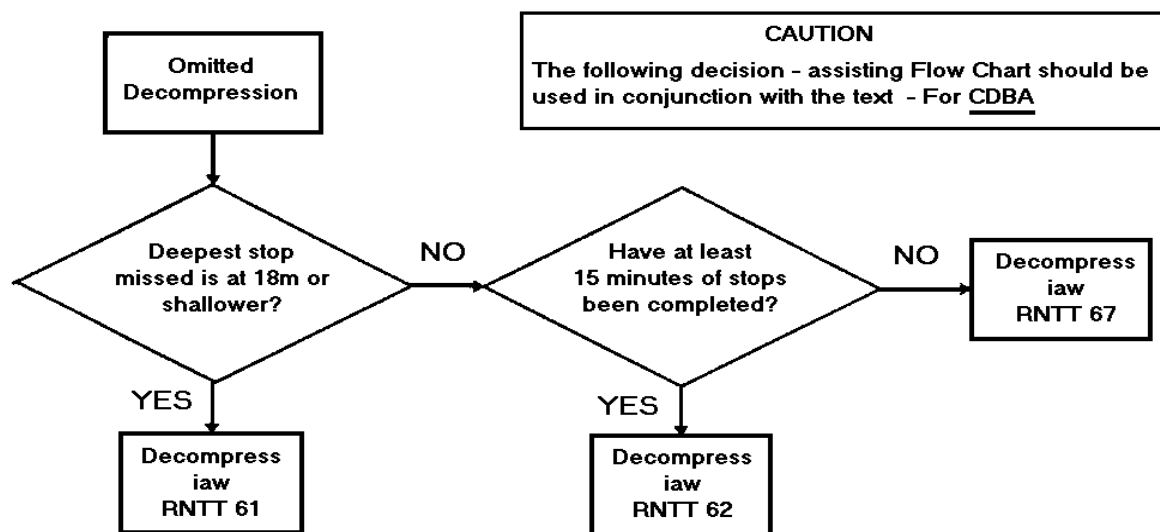 Omitted
Decompression
CAUTION
The following decision - assisting Flow Chart should be
used in conjunction with the text - For CDBA
Deepest stop
missed is at 18m or
shallower?
NO
Have at least
15 minutes of stops
been completed?
NO
Decompress
iaw
RNTT 67
YES
Decompress
iaw
RNTT 61
YES
Decompress
iaw
RNTT 62